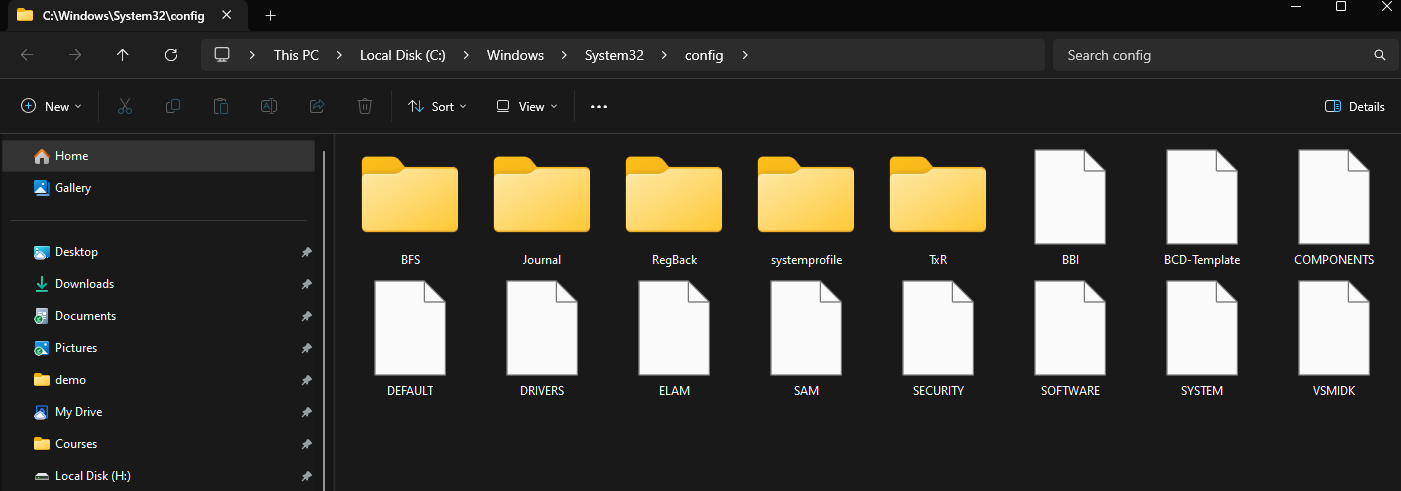 C:\Windows\System32\config
This PC > Local Disk (C:) > Windows > System32 > config >
Search config
New
Sort
View
Details
Home
Gallery
Desktop
Downloads
Documents
Pictures
demo
My Drive
Courses
Local Disk (H:)
BFS Journal RegBack systemprofile TxR BBI BCD-Template COMPONENTS
DEFAULT DRIVERS ELAM SAM SECURITY SOFTWARE SYSTEM VSMIDK